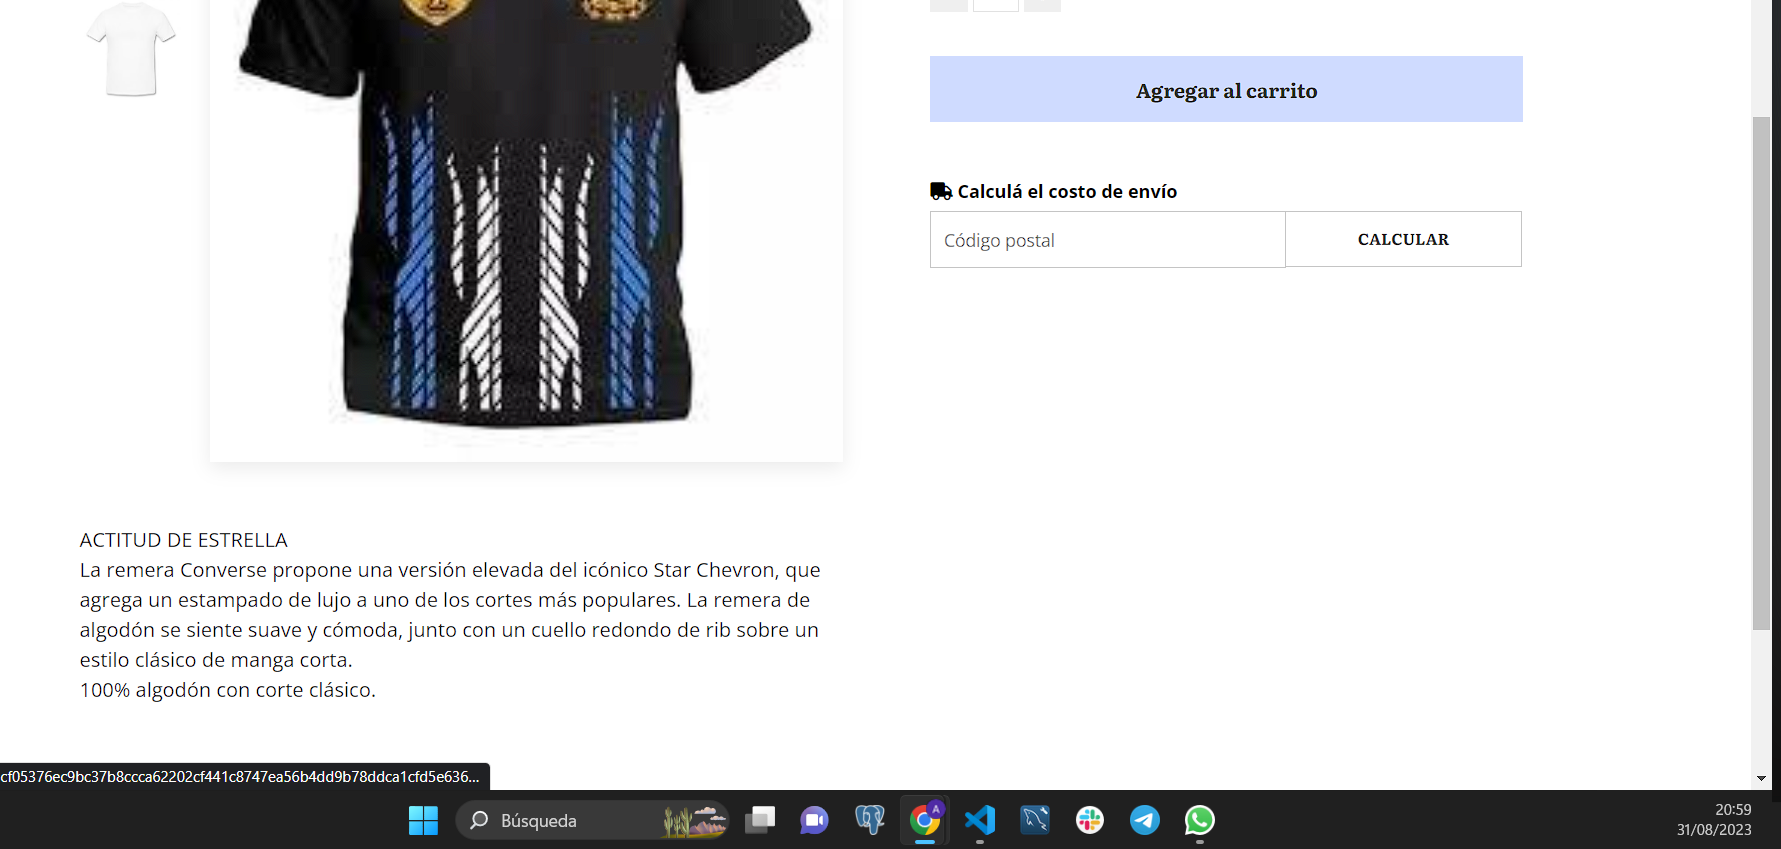 Agregar al carrito
Calculá el costo de envío
Código postal
CALCULAR
ACTITUD DE ESTRELLA
La remera Converse propone una versión elevada del icónico Star Chevron, que
agrega un estampado de lujo a uno de los cortes más populares. La remera de
algodón se siente suave y cómoda, junto con un cuello redondo de rib sobre un
estilo clásico de manga corta.
100% algodón con corte clásico.
cf05376ec9bc37b8ccca62202cf441c8747ea56b4dd9b78ddca1cfd5e636...
Búsqueda
A
20:59
31/08/2023